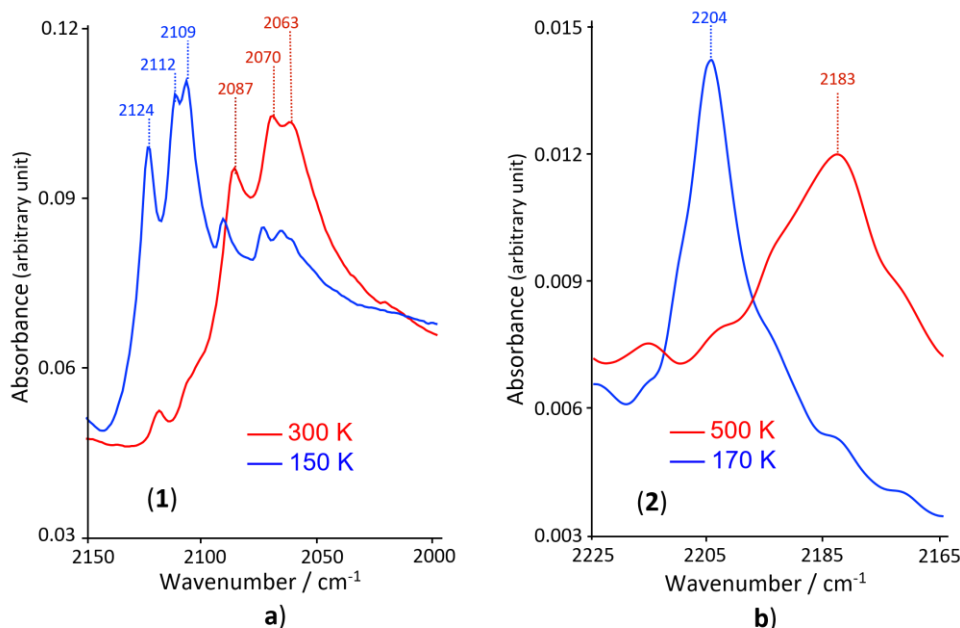 0.12
0.09
0.06
0.03
Absorbance (arbitrary unit)
2124
2112
2109
2087
2070
2063
300 K
150 K
(1)
2150
2100
2050
2000
Wavenumber / cm⁻¹
a)
0.015
0.012
0.009
0.006
0.003
Absorbance (arbitrary unit)
2204
2183
500 K
170 K
(2)
2225
2205
2185
2165
Wavenumber / cm⁻¹
b)